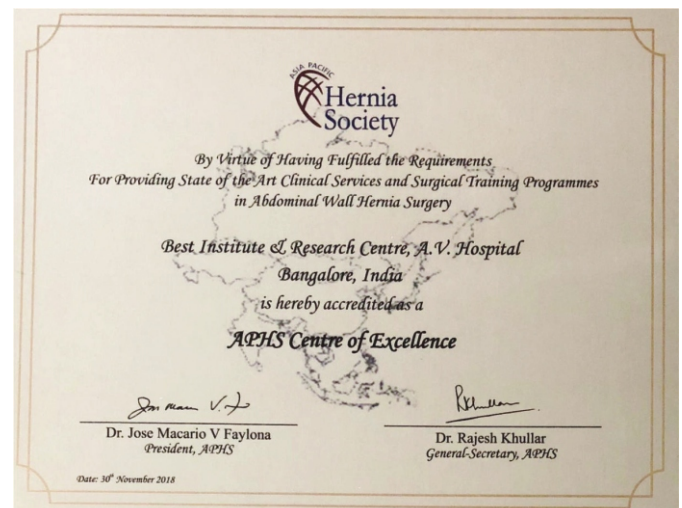 ASIA PACIFIC
Hernia
Society
By Virtue of Having Fulfilled the Requirements
For Providing State of the Art Clinical Services and Surgical Training Programmes
in Abdominal Wall Hernia Surgery
Best Institute & Research Centre, A.V. Hospital
Bangalore, India
is hereby accredited as a
APHS Centre of Excellence
Dr. Jose Macario V Faylona
President, APHS
Dr. Rajesh Khullar
General-Secretary, APHS
Date: 30th November 2018